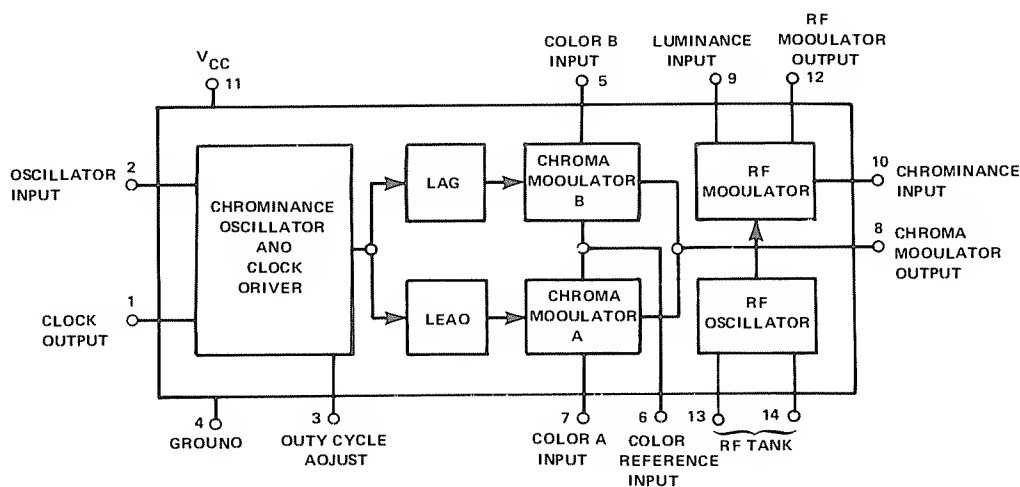 RF
MOOULATOR
OUTPUT
12
COLOR B
INPUT
5
LUMINANCE
INPUT
9
VCC
11
OSCILLATOR
INPUT
2
CHROMINANCE
OSCILLATOR
AND
CLOCK
ORIVER
LAG
CHROMA
MOOULATOR
B
RF
MOOULATOR
10
CHROMINANCE
INPUT
8
CHROMA
MOOULATOR
OUTPUT
1
CLOCK
OUTPUT
LEAO
CHROMA
MOOULATOR
A
RF
OSCILLATOR
4
GROUNO
3
OUTY CYCLE
AOJUST
7
COLOR A
INPUT
6
COLOR
REFERENCE
INPUT
13
14
RF TANK